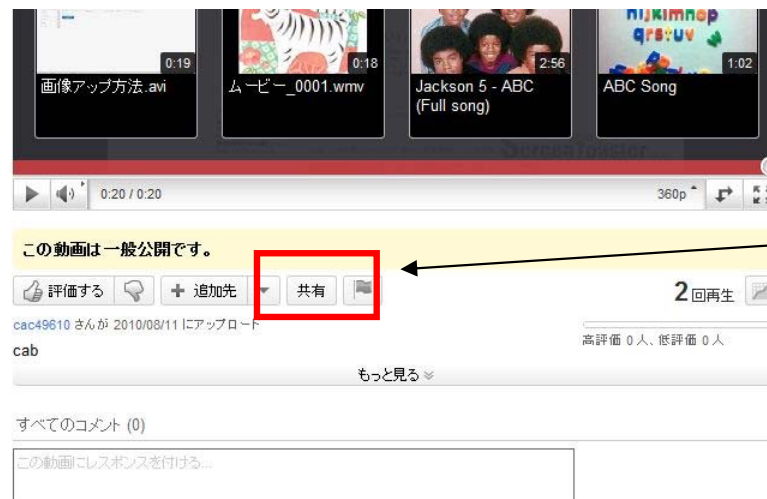 nijklmnop
qrstuv
0:19
0:18
2:56
1:02
画像アップ方法.avi
ムービー_0001.wmv
Jackson 5 - ABC
(Full song)
ABC Song
0:20 / 0:20
360p
この動画は一般公開です。
評価する
追加先
共有
2回再生
cac49610 さんが 2010/08/11 にアップロード
高評価 0 人、低評価 0 人
cab
もっと見る
すべてのコメント (0)
この動画にレスポンスを付ける...